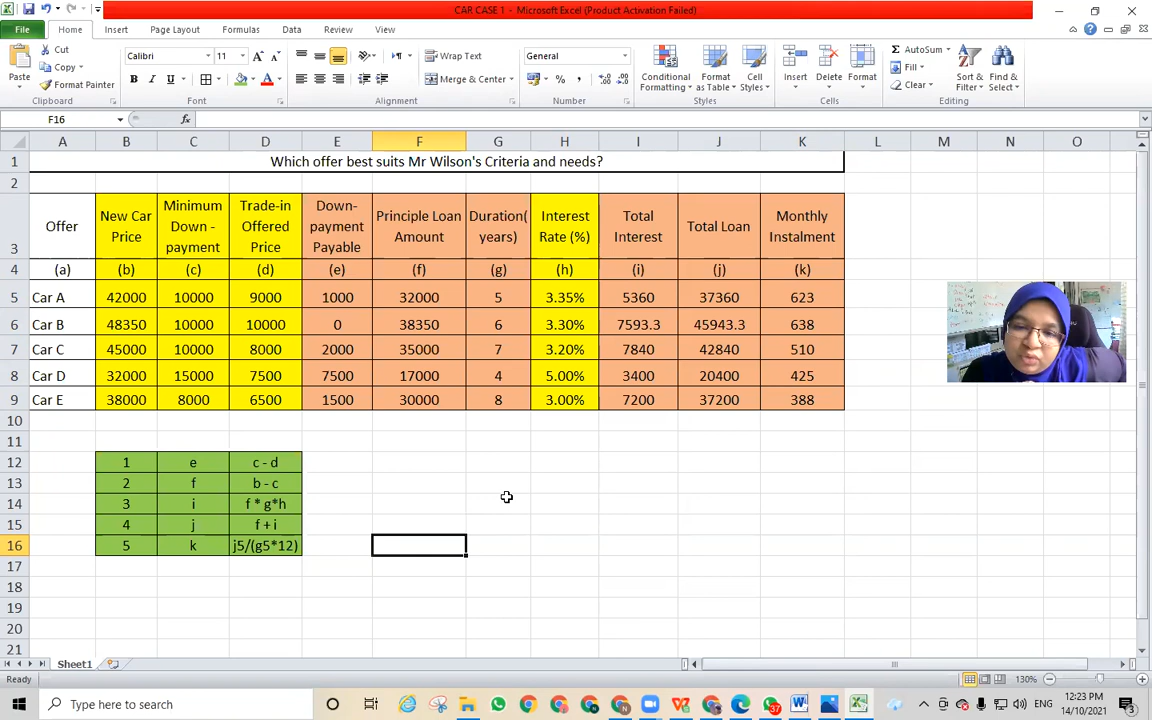 CAR CASE 1 - Microsoft Excel (Product Activation Failed)
File Home Insert Page Layout Formulas Data Review View
Paste Cut Copy Format Painter Clipboard
Calibri 11 Font
Wrap Text Merge & Center Alignment
General Number
Conditional Formatting Format as Table Cell Styles Styles
Insert Delete Format Cells
AutoSum Fill Clear Sort & Filter Find & Select Editing
F16 fx
A B C D E F G H I J K L M N O
1 Which offer best suits Mr Wilson's Criteria and needs?
2
3 Offer New Car Price Minimum Down - payment Trade-in Offered Price Down- payment Payable Principle Loan Amount Duration( years) Interest Rate (%) Total Interest Total Loan Monthly Instalment
4 (a) (b) (c) (d) (e) (f) (g) (h) (i) (j) (k)
5 Car A 42000 10000 9000 1000 32000 5 3.35% 5360 37360 623
6 Car B 48350 10000 10000 0 38350 6 3.30% 7593.3 45943.3 638
7 Car C 45000 10000 8000 2000 35000 7 3.20% 7840 42840 510
8 Car D 32000 15000 7500 7500 17000 4 5.00% 3400 20400 425
9 Car E 38000 8000 6500 1500 30000 8 3.00% 7200 37200 388
10
11
12 1 e c - d
13 2 f b - c
14 3 i f * g*h
15 4 j f + i
16 5 k j5/(g5*12)
17
18
19
20
21
Sheet1
Ready 130%
Type here to search
37 ENG 12:23 PM 14/10/2021 3